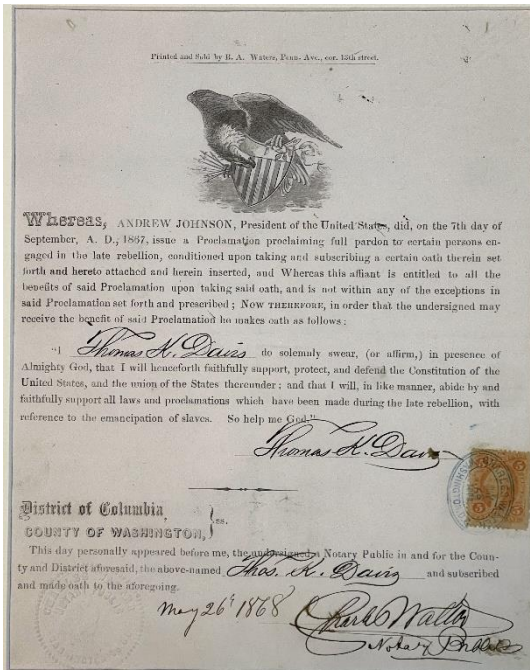 Printed and Sold by R. A. Waters, Penn. Ave., cor. 13th street.
Whereas, ANDREW JOHNSON, President of the United States, did, on the 7th day of
September, A. D., 1867, issue a Proclamation proclaiming full pardon to certain persons en-
gaged in the late rebellion, conditioned upon taking and subscribing a certain oath therein set
forth and hereto attached and herein inserted, and Whereas this affiant is entitled to all the
benefits of said Proclamation upon taking said oath, and is not within any of the exceptions in
said Proclamation set forth and prescribed; NOW THEREFORE, in order that the undersigned may
receive the benefit of said Proclamation he makes oath as follows:
"I Thomas K. Davis do solemnly swear, (or affirm,) in presence of
Almighty God, that I will henceforth faithfully support, protect, and defend the Constitution of the
United States, and the union of the States thereunder; and that I will, in like manner, abide by and
faithfully support all laws and proclamations which have been made during the late rebellion, with
reference to the emancipation of slaves. So help me God."
Thomas K. Davis
District of Columbia,
COUNTY OF WASHINGTON, } ss.
This day personally appeared before me, the undersigned a Notary Public in and for the Coun-
ty and District aforesaid, the above-named Thos. K. Davis and subscribed
and made oath to the aforegoing.
May 26t 1868
Notary Public